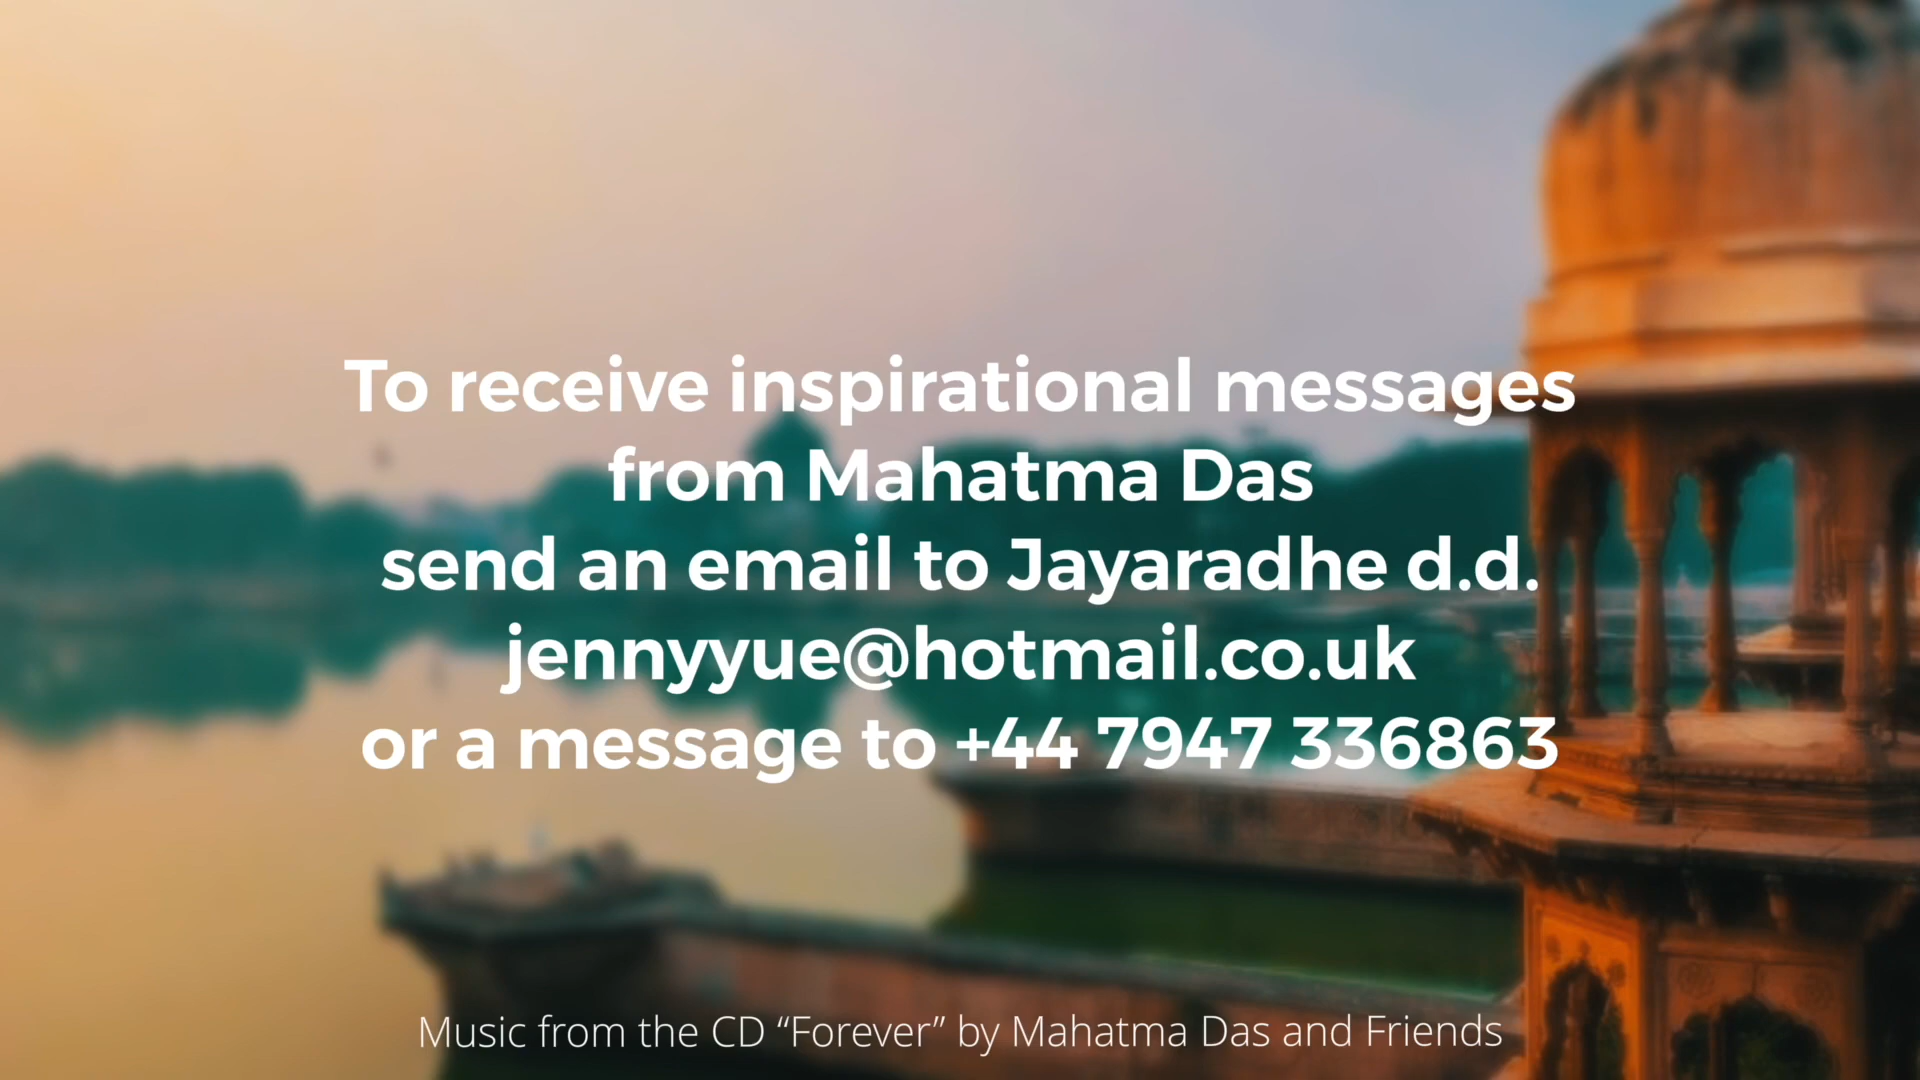 To receive inspirational messages
from Mahatma Das
send an email to Jayaradhe d.d.
jennyyue@hotmail.co.uk
or a message to +44 7947 336863
Music from the CD “Forever” by Mahatma Das and Friends